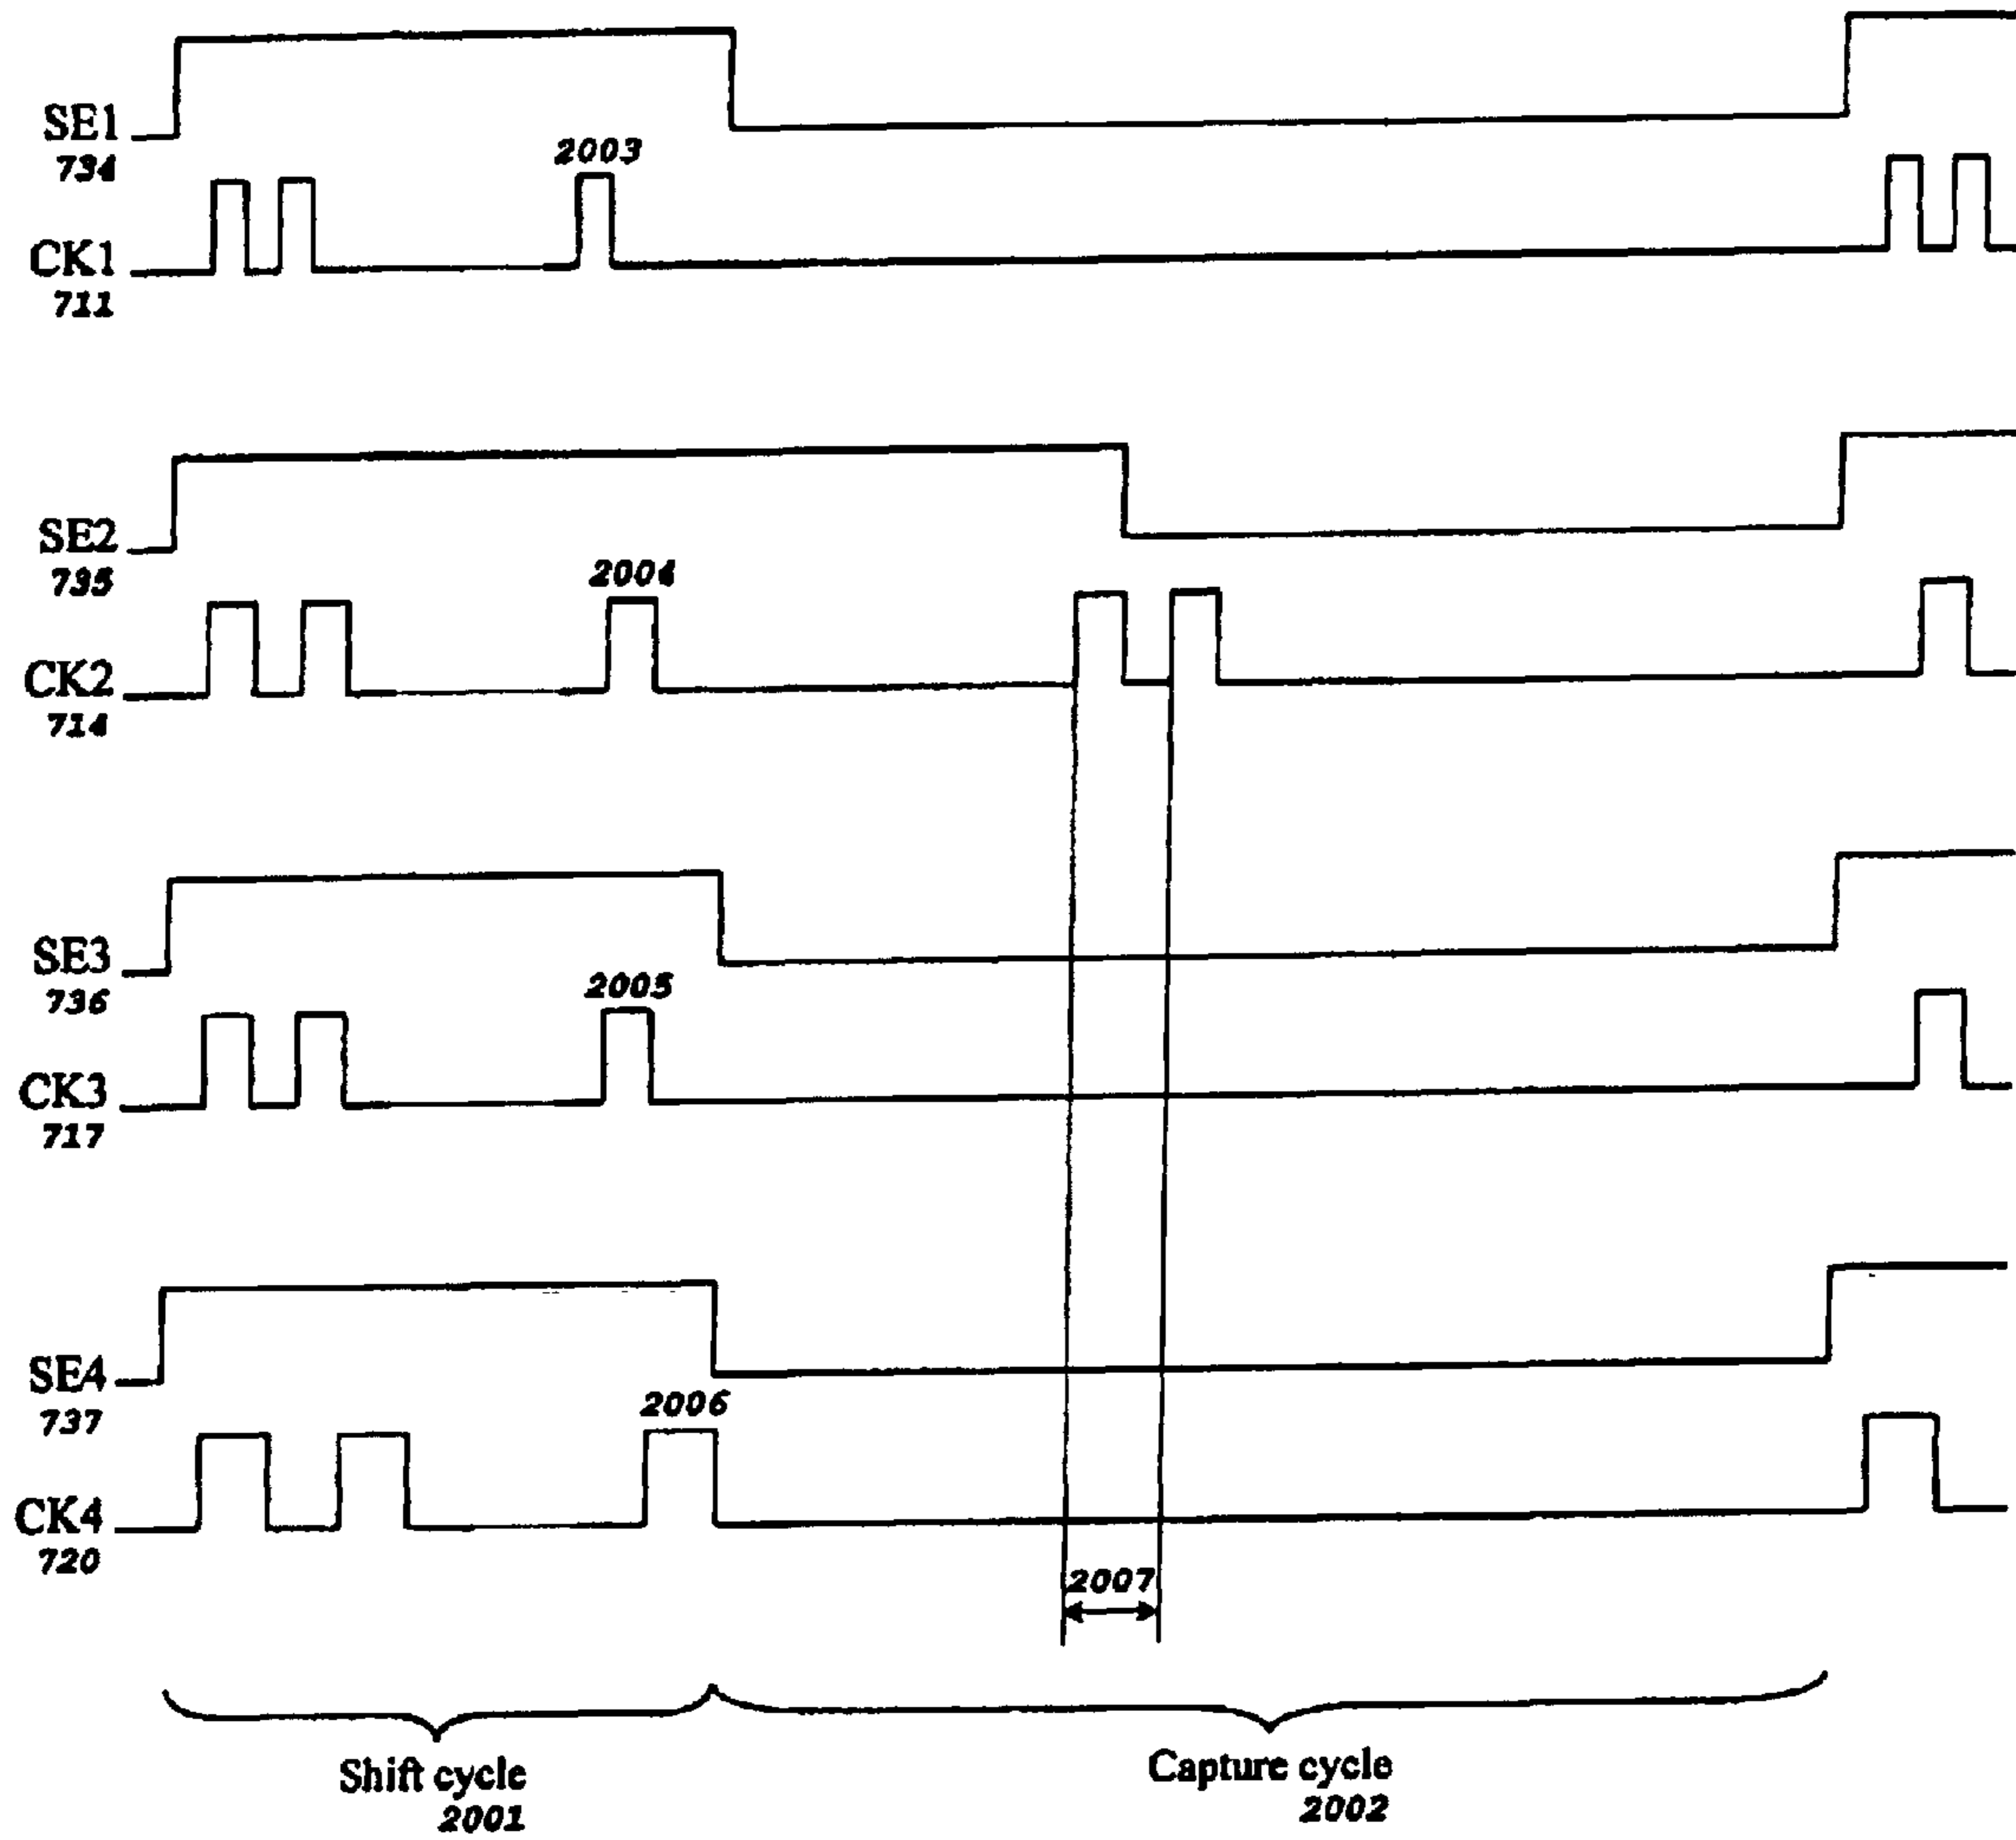 SE1
734
2003
CK1
711
SE2
735
2004
CK2
714
SE3
736
2005
CK3
717
SE4
737
2006
CK4
720
2007
Shift cycle
2001
Capture cycle
2002